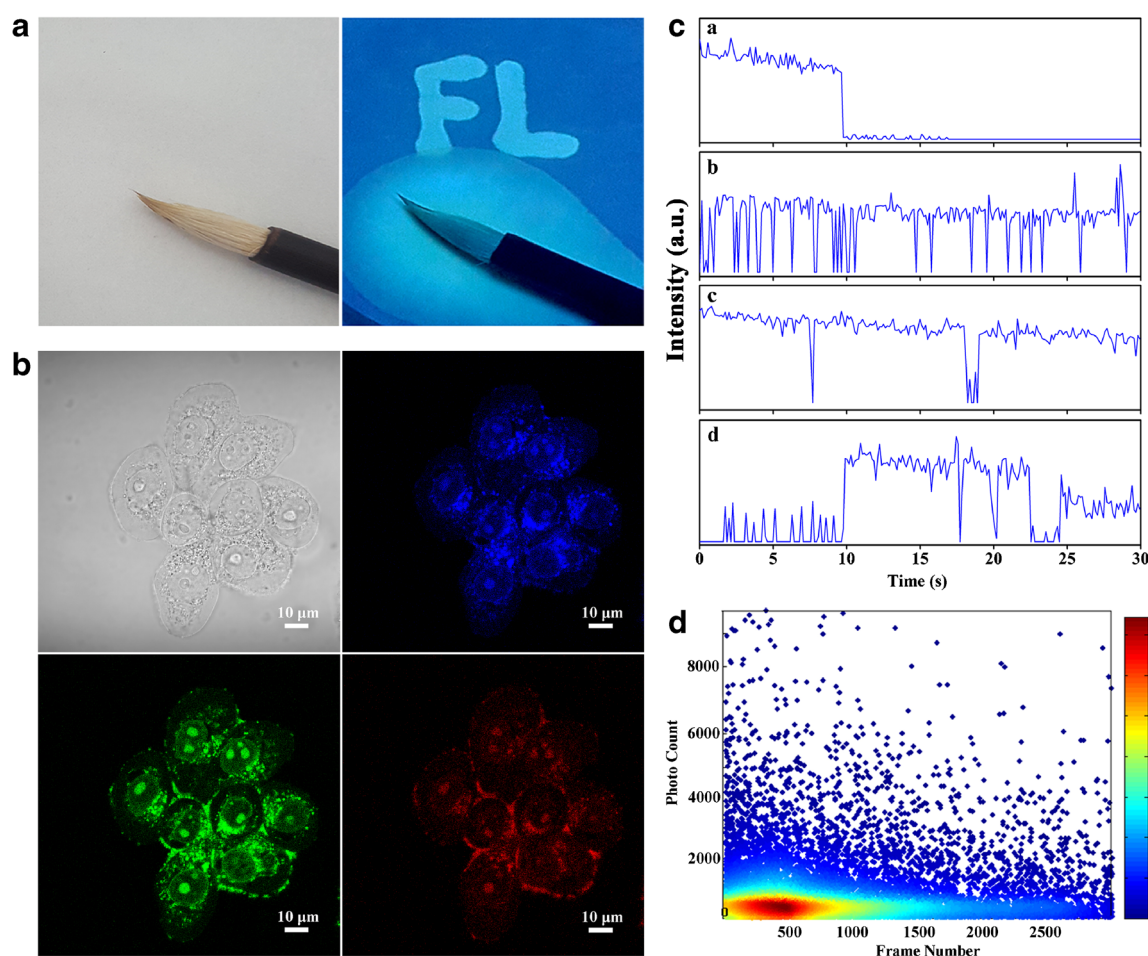 a
FL
b
10 µm
10 µm
10 µm
10 µm
c
Intensity (a.u.)
a
b
c
d
0 5 10 15 20 25 30
Time (s)
d
Photo Count
8000
6000
4000
2000
0
500 1000 1500 2000 2500
Frame Number